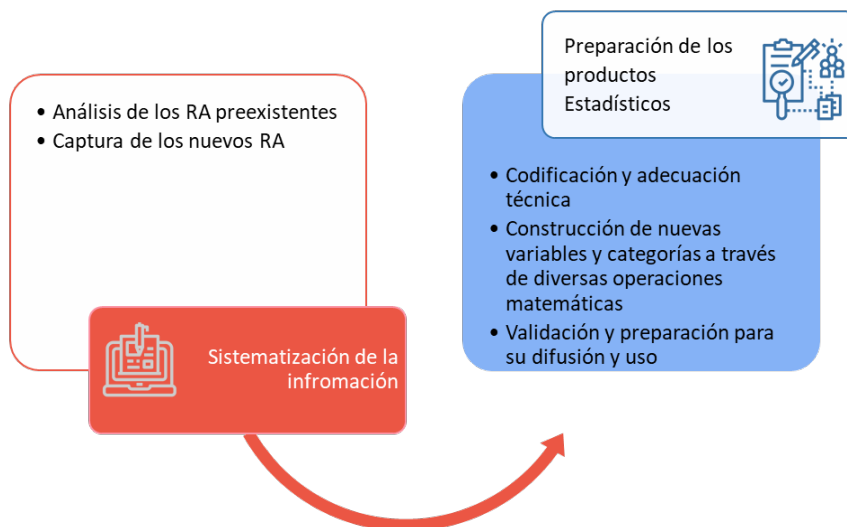 • Análisis de los RA preexistentes
• Captura de los nuevos RA
Sistematización de la
infromación
Preparación de los
productos
Estadísticos
• Codificación y adecuación
técnica
• Construcción de nuevas
variables y categorías a través
de diversas operaciones
matemáticas
• Validación y preparación para
su difusión y uso